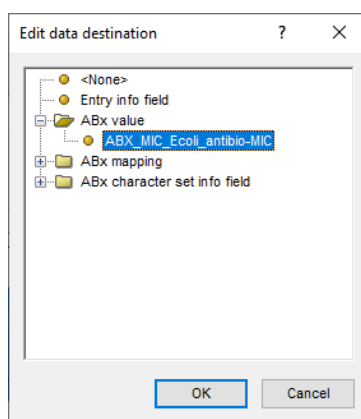 Edit data destination ?
<None>
Entry info field
ABx value
ABX_MIC_Ecoli_antibio-MIC
ABx mapping
ABx character set info field
OK Cancel